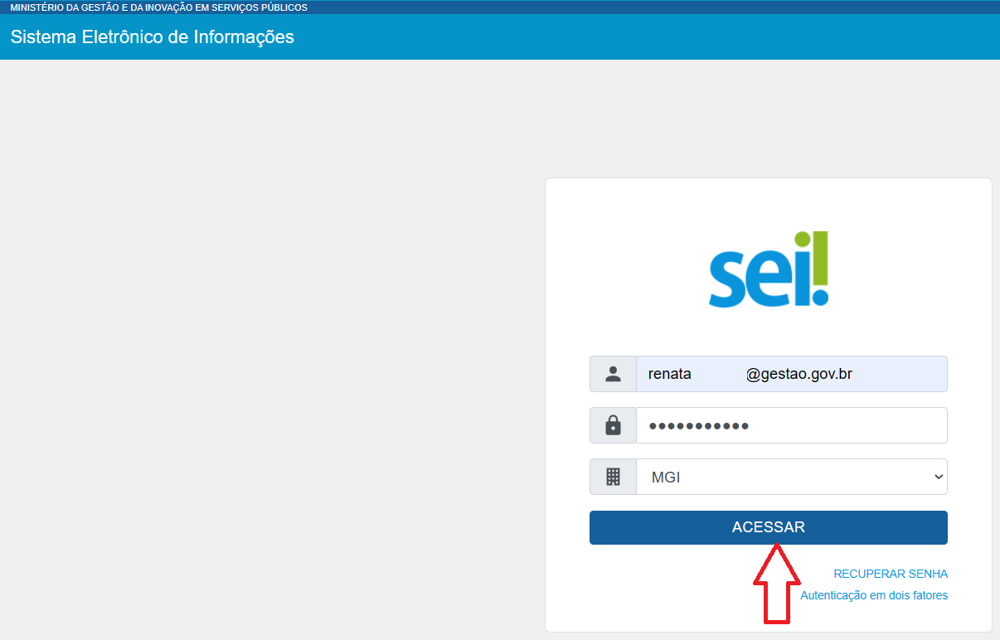 MINISTÉRIO DA GESTÃO E DA INOVAÇÃO EM SERVIÇOS PÚBLICOS
Sistema Eletrônico de Informações
sei!
renata @gestao.gov.br
•••••••••••
MGI
ACESSAR
RECUPERAR SENHA
Autenticação em dois fatores